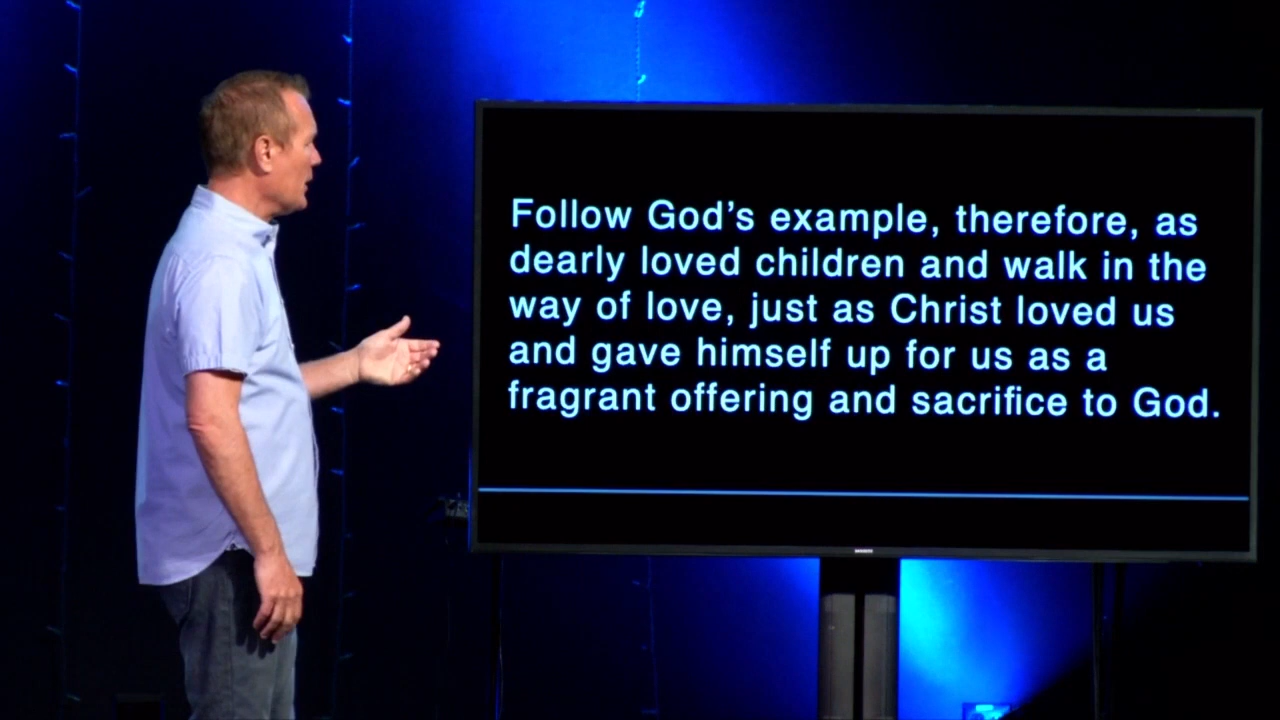 Follow God’s example, therefore, as
dearly loved children and walk in the
way of love, just as Christ loved us
and gave himself up for us as a
fragrant offering and sacrifice to God.